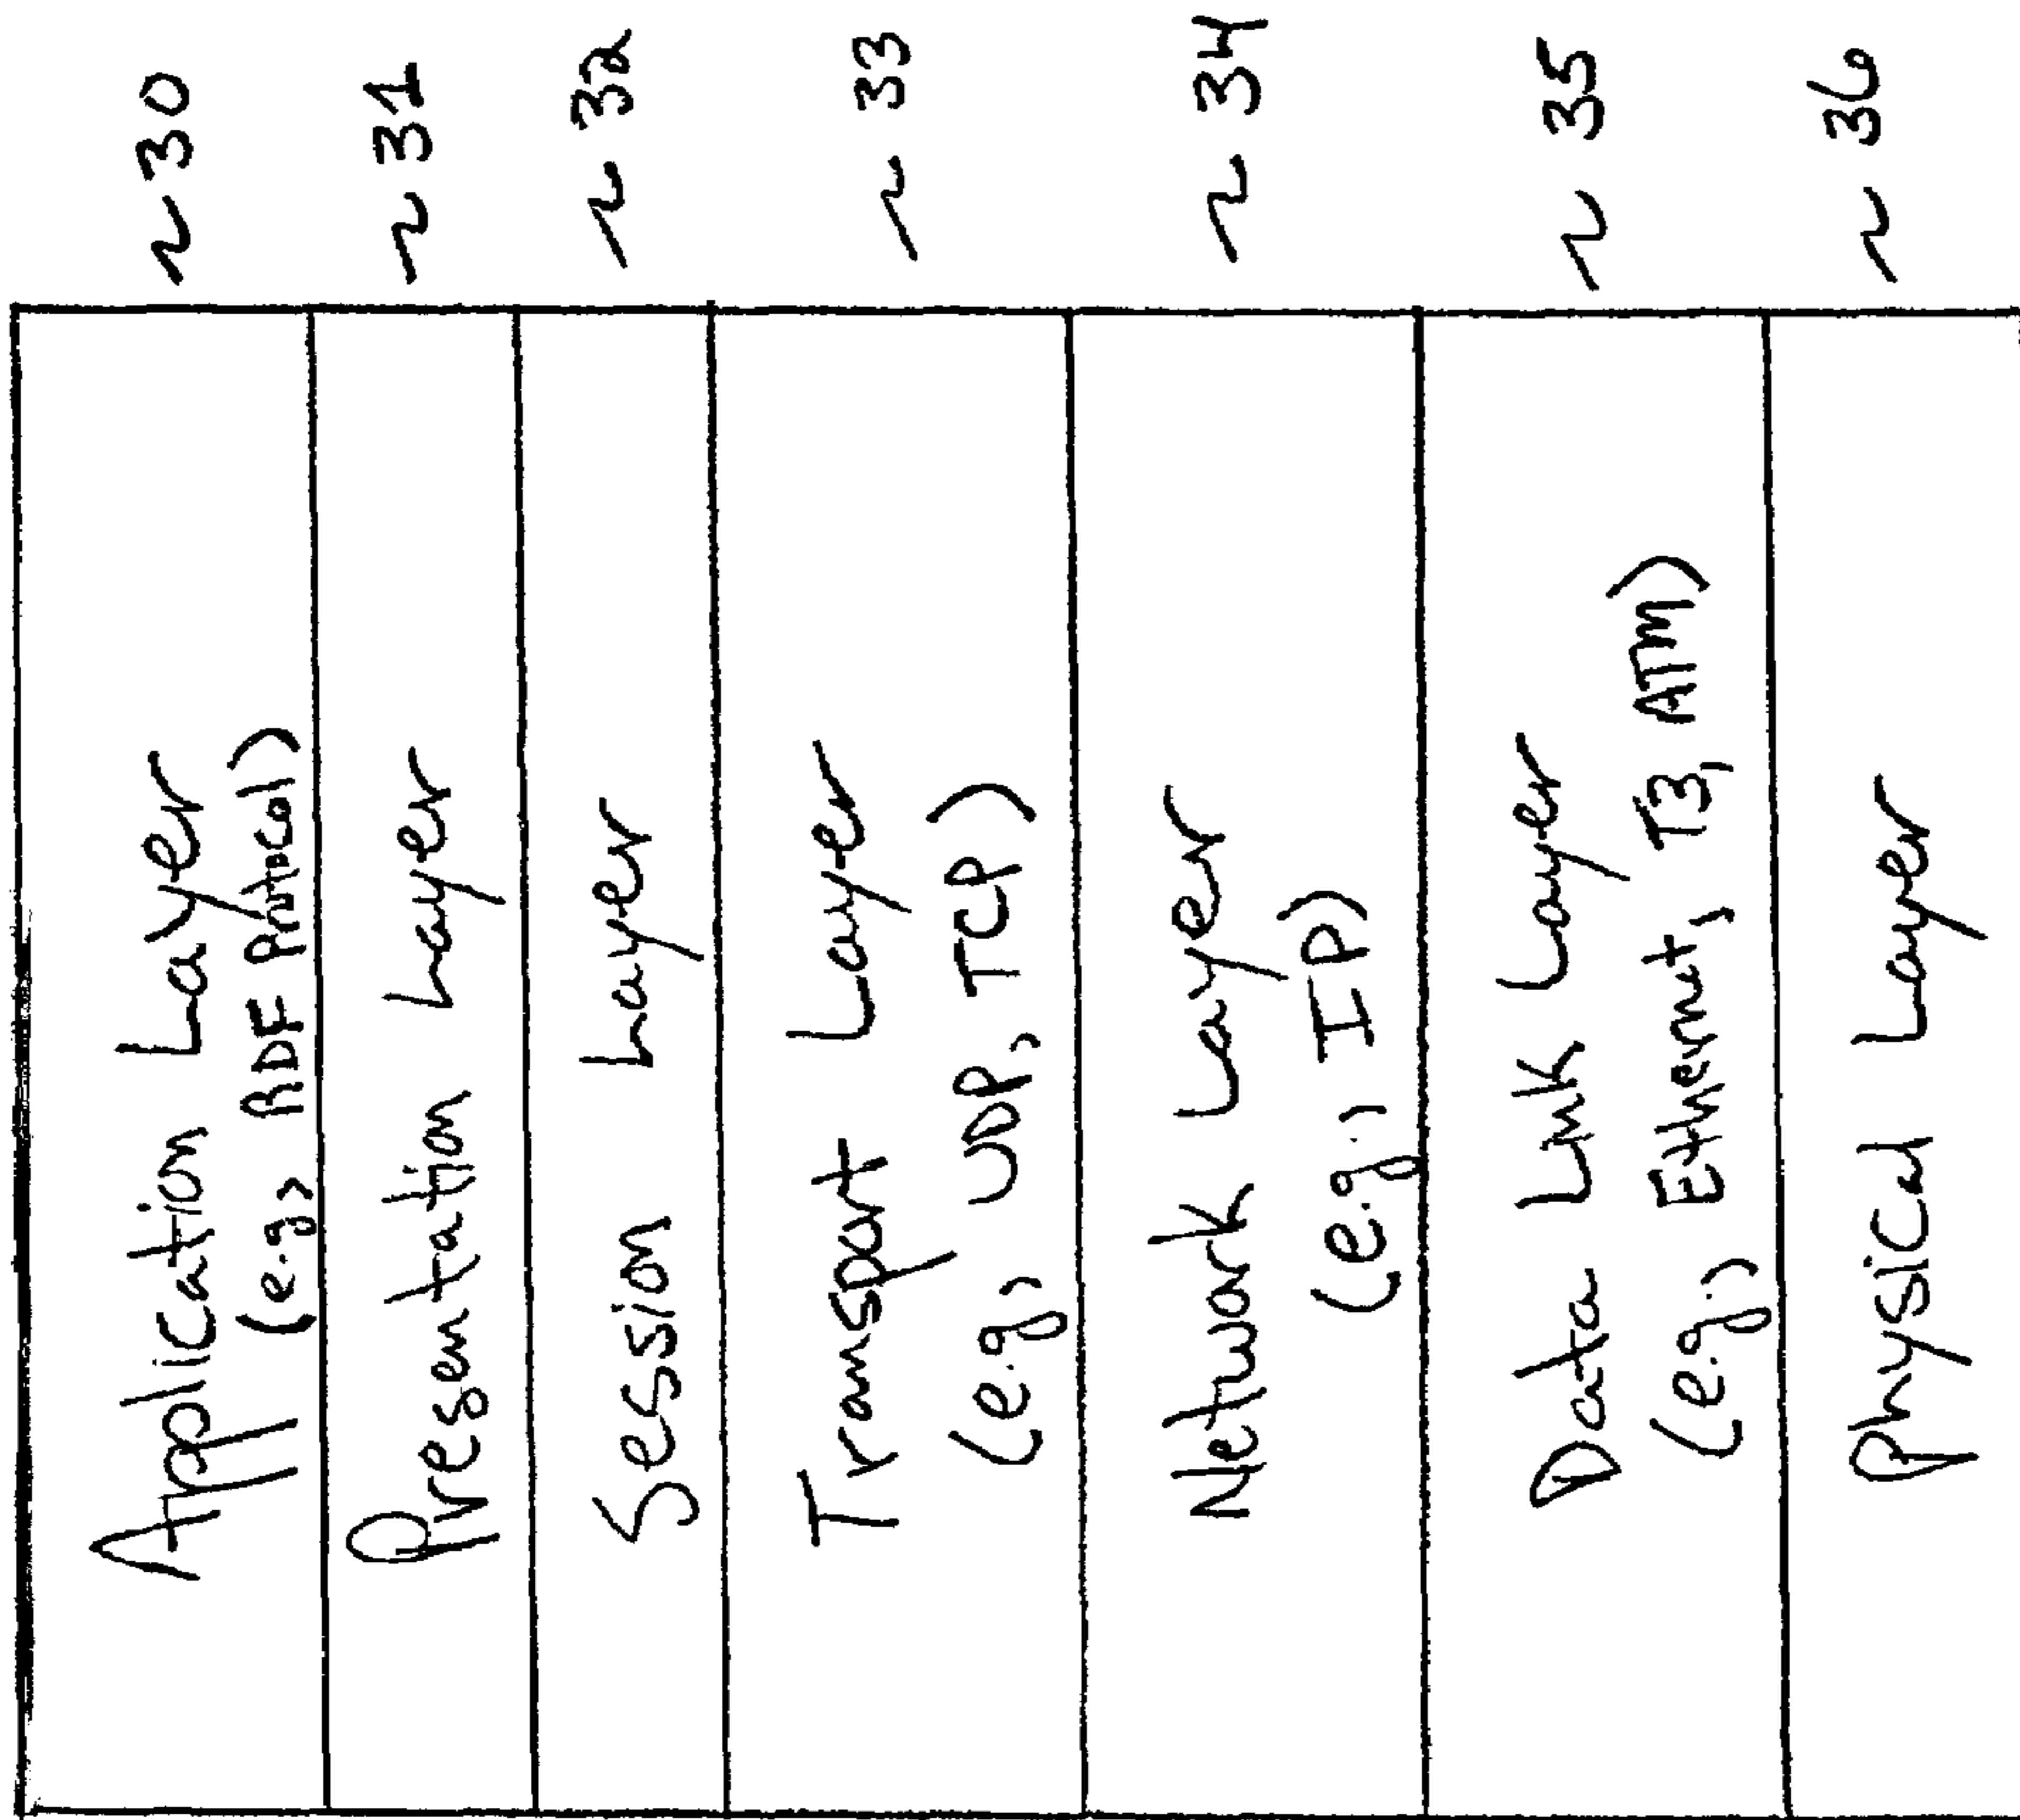 Application Layer ~ 30
(e.g., RDF Protocol)
Presentation Layer ~ 31
Session Layer ~ 32
Transport Layer ~ 33
(e.g., UDP, TCP)
Network Layer ~ 34
(e.g., IP)
Data Link Layer ~ 35
(e.g., Ethernet, T3, ATM)
Physical Layer ~ 36